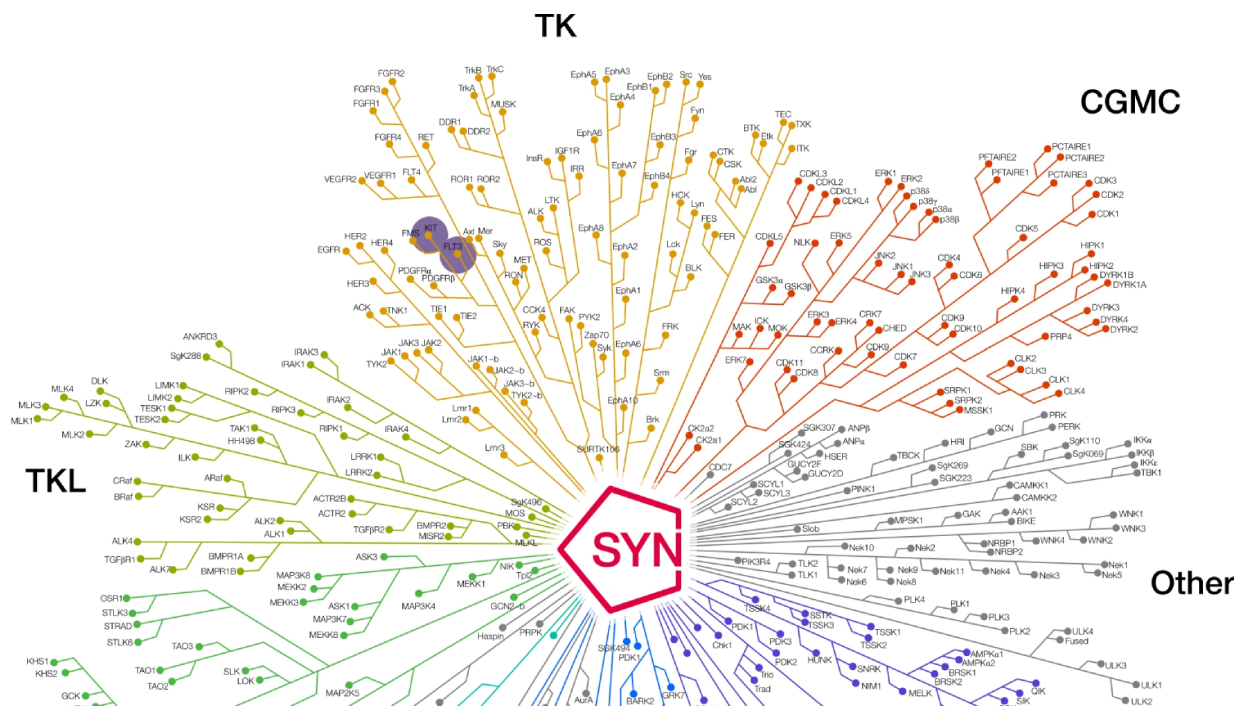 TK
CGMC
TKL
Other
SYN
FGFR2
FGFR3
FGFR1
FGFR4
RET
VEGFR2
VEGFR1
FLT4
KIT
FMS
FLT3
Axl
Mer
Sky
PDGFRα
PDGFRβ
MET
RON
TrkB
TrkC
TrkA
MUSK
DDR1
DDR2
ROR1
ROR2
InsR
IGF1R
IRR
LTK
ALK
ROS
CCK4
RYK
HER2
EGFR
HER4
HER3
ACK
TNK1
TIE1
TIE2
JAK3
JAK2
JAK1
TYK2
JAK1~b
JAK2~b
JAK3~b
TYK2~b
Lmr1
Lmr2
Lmr3
SURTK106
FAK
PYK2
Zap70
Syk
EphA5
EphA3
EphA4
EphA6
EphA7
EphA8
EphA2
EphA1
EphA6
EphA10
EphB2
EphB1
EphB3
EphB4
Src
Yes
Fyn
Fgr
HCK
Lyn
Lok
BLK
FRK
Srm
Brk
CTK
CSK
Abl2
Abl
FES
FER
TEC
TXK
BTK
Etk
ITK
CDKL3
CDKL2
CDKL1
CDKL4
CDKL5
ERK1
ERK2
p38δ
p38γ
p38α
p38β
NLK
ERK5
JNK2
JNK1
JNK3
GSK3α
GSK3β
MAK
ICK
MOK
ERK3
ERK4
ERK7
CRK7
CHED
CCRK
CDK9
CDK7
CDK11
CDK8
PFTAIRE2
PFTAIRE1
PCTAIRE1
PCTAIRE2
PCTAIRE3
CDK3
CDK2
CDK1
CDK5
CDK4
CDK6
CDK9
CDK10
HIPK1
HIPK2
HIPK3
HIPK4
DYRK1B
DYRK1A
DYRK3
DYRK4
DYRK2
PRP4
CLK2
CLK3
CLK1
CLK4
SRPK1
SRPK2
MSSK1
CK2a2
CK2a1
CDC7
SGK307
SGK424
ANPβ
ANPα
HSER
GUCY2F
GUCY2D
SCYL1
SCYL3
SCYL2
TBCK
HRI
GCN
PRK
PERK
SBK
SgK110
SgK069
IKKα
IKKβ
IKKε
TBK1
PINK1
SgK269
SGK223
CAMKK1
CAMKK2
Slob
MPSK1
GAK
AAK1
BIKE
NRBP1
NRBP2
WNK1
WNK3
WNK4
WNK2
PIK3R4
TLK2
TLK1
Nek10
Nek2
Nek7
Nek6
Nek9
Nek8
Nek11
Nek4
Nek3
Nek1
Nek5
PLK4
PLK1
PLK3
PLK2
ULK4
Fused
ULK3
ULK1
ULK2
ANKRD3
SgK288
DLK
MLK4
LZK
MLK3
MLK1
MLK2
LIMK1
LIMK2
TESK1
TESK2
RIPK2
RIPK3
RIPK1
IRAK3
IRAK1
IRAK2
IRAK4
TAK1
HH498
ZAK
ILK
LRRK1
LRRK2
CRaf
BRaf
ARaf
KSR
KSR2
ACTR2B
ACTR2
ALK2
ALK1
TGFβR2
BMPR2
MISR2
ALK4
TGFβR1
ALK7
BMPR1A
BMPR1B
SgK496
MOS
PBK
MLKL
ASK3
MAP3K8
MEKK2
MEKK3
ASK1
MAP3K7
MEKK6
MAP3K4
MEKK1
NIK
Tpl2
GCN2~b
Haspin
PRPK
OSR1
STLK3
STRAD
STLK6
TAO3
TAO1
TAO2
SLK
LOK
KHS1
KHS2
GCK
MAP2K5
SGK494
PDK1
BARK2
GRK7
AurA
TSSK4
SSTK
TSSK3
TSSK1
TSSK2
PDK1
Chk1
PDK3
PDK2
Trio
Trad
HUNK
SNRK
NIM1
MELK
AMPKα1
AMPKα2
BRSK1
BRSK2
QIK
SIK